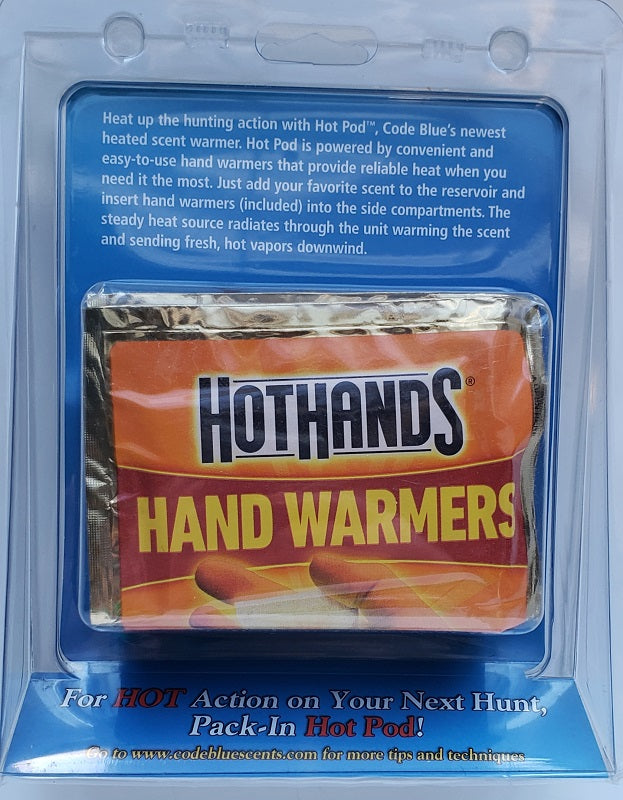 Heat up the hunting action with Hot Pod™, Code Blue's newest
heated scent warmer. Hot Pod is powered by convenient and
easy-to-use hand warmers that provide reliable heat when you
need it the most. Just add your favorite scent to the reservoir and
insert hand warmers (included) into the side compartments. The
steady heat source radiates through the unit warming the scent
and sending fresh, hot vapors downwind.
HOTHANDS®
HAND WARMERS
For HOT Action on Your Next Hunt,
Pack-In Hot Pod!
Go to www.codebluescents.com for more tips and techniques